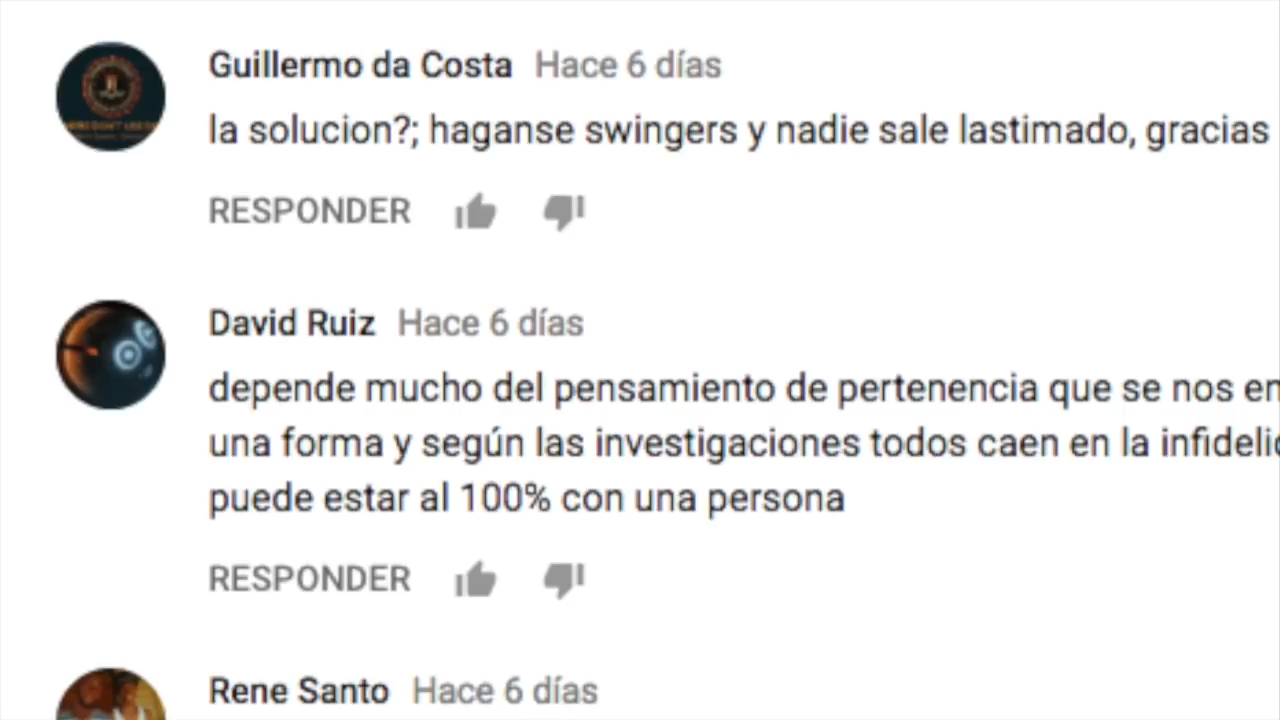 Guillermo da Costa Hace 6 días
la solucion?; haganse swingers y nadie sale lastimado, gracias
RESPONDER
David Ruiz Hace 6 días
depende mucho del pensamiento de pertenencia que se nos en
una forma y según las investigaciones todos caen en la infidelid
puede estar al 100% con una persona
RESPONDER
Rene Santo Hace 6 días